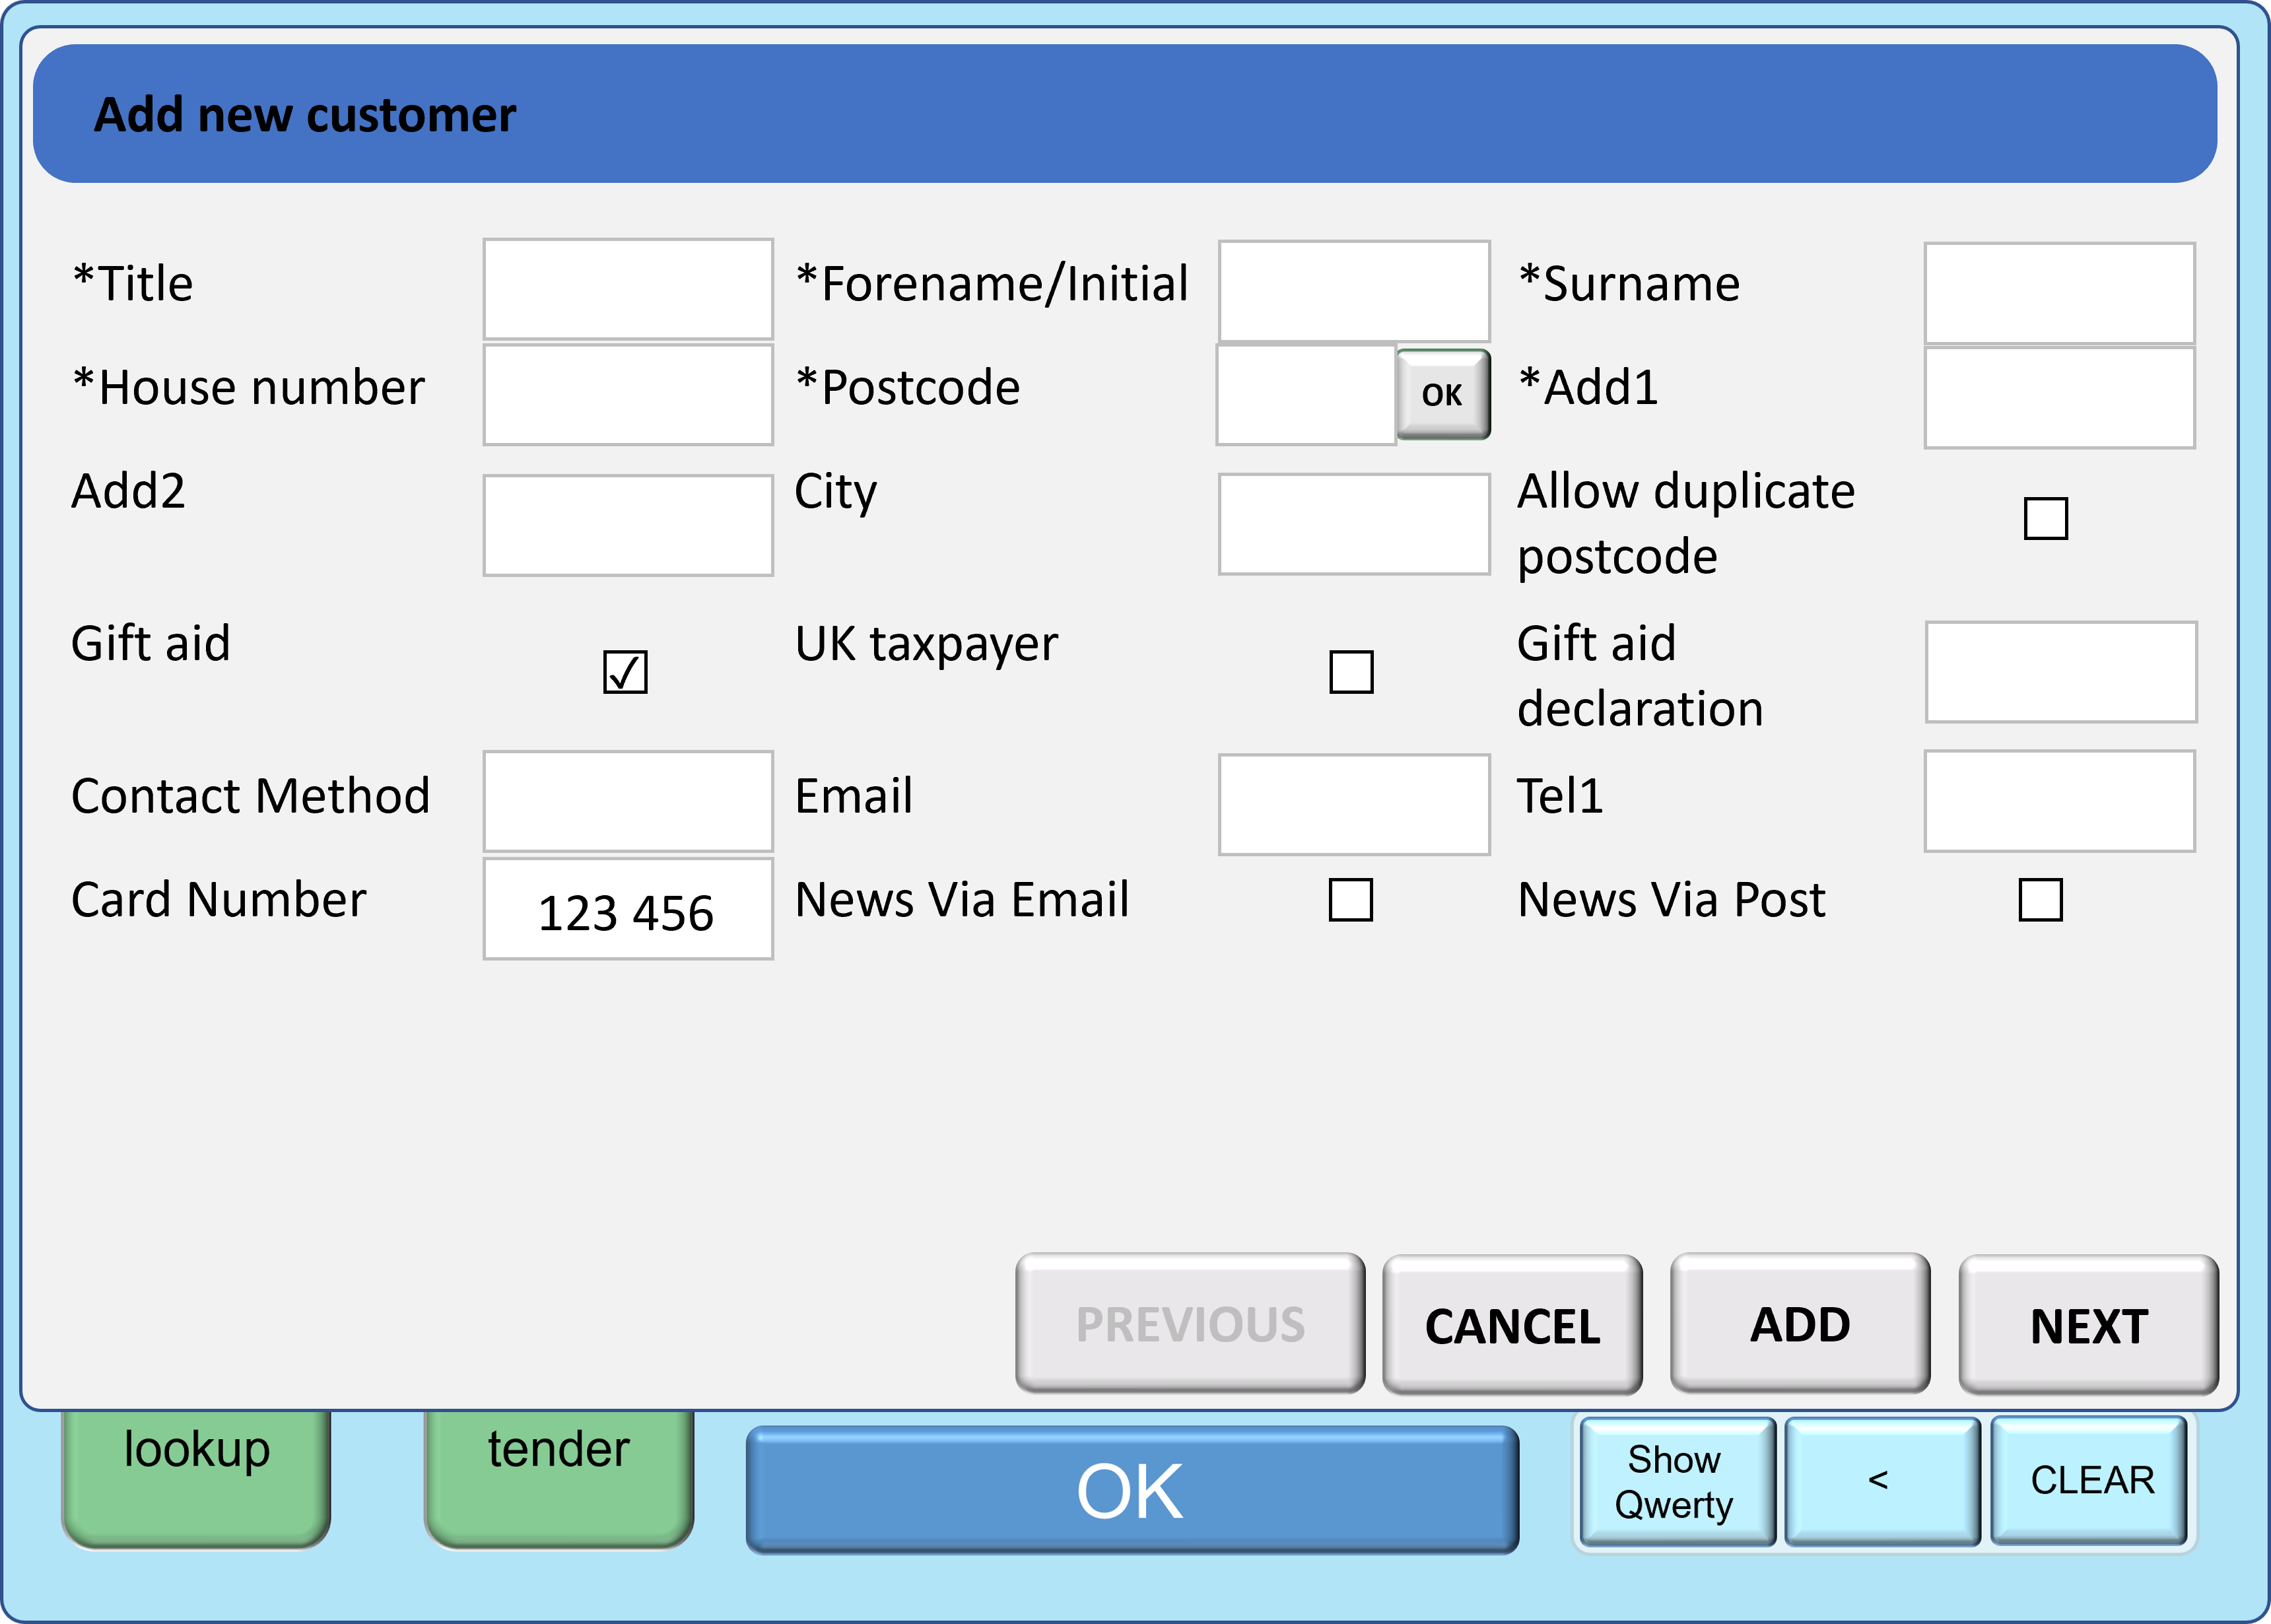 Add new customer
*Title
*Forename/Initial
*Surname
*House number
*Postcode
OK
*Add1
Add2
City
Allow duplicate
postcode
Gift aid
✓
UK taxpayer
Gift aid
declaration
Contact Method
Email
Tel1
Card Number
123 456
News Via Email
News Via Post
PREVIOUS
CANCEL
ADD
NEXT
lookup
tender
OK
Show
Qwerty
<
CLEAR